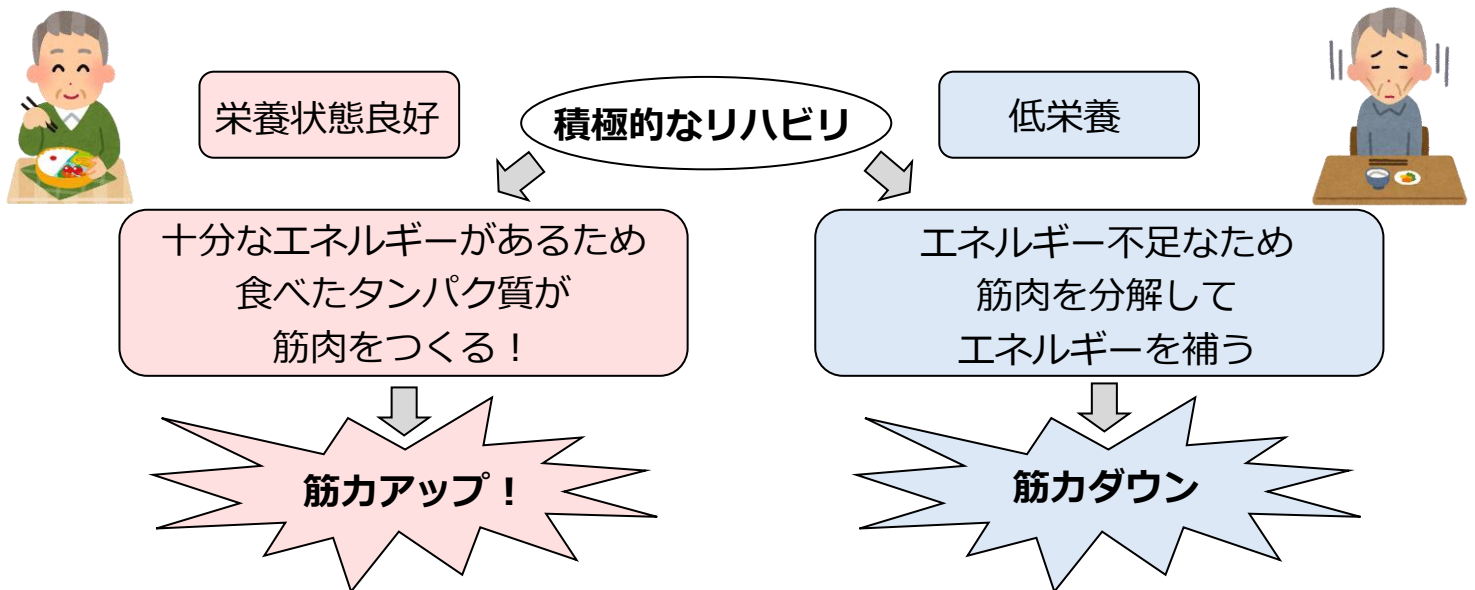 栄養状態良好
積極的なリハビリ
低栄養
十分なエネルギーがあるため
食べたタンパク質が
筋肉をつくる！
エネルギー不足なため
筋肉を分解して
エネルギーを補う
筋力アップ！
筋力ダウン